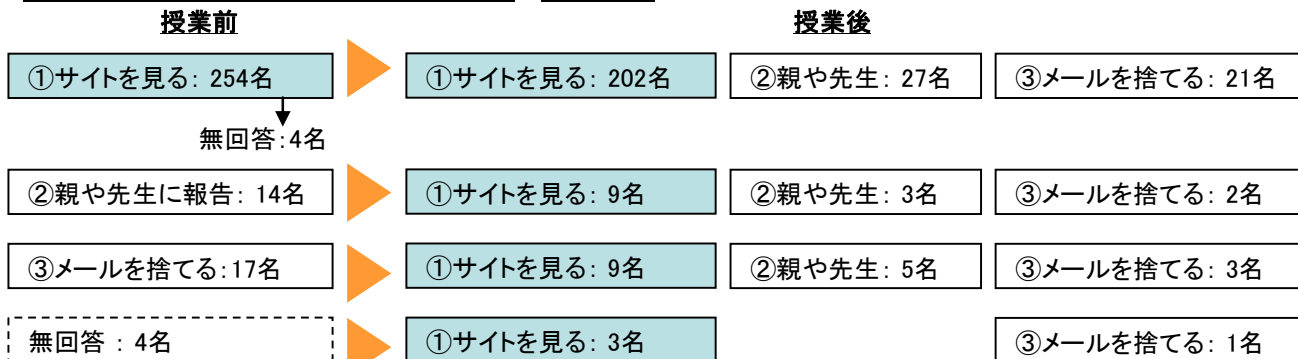 授業前 授業後
①サイトを見る: 254名 ①サイトを見る: 202名 ②親や先生: 27名 ③メールを捨てる: 21名
無回答:4名
②親や先生に報告: 14名 ①サイトを見る: 9名 ②親や先生: 3名 ③メールを捨てる: 2名
③メールを捨てる:17名 ①サイトを見る: 9名 ②親や先生: 5名 ③メールを捨てる: 3名
無回答 : 4名 ①サイトを見る: 3名 ③メールを捨てる: 1名